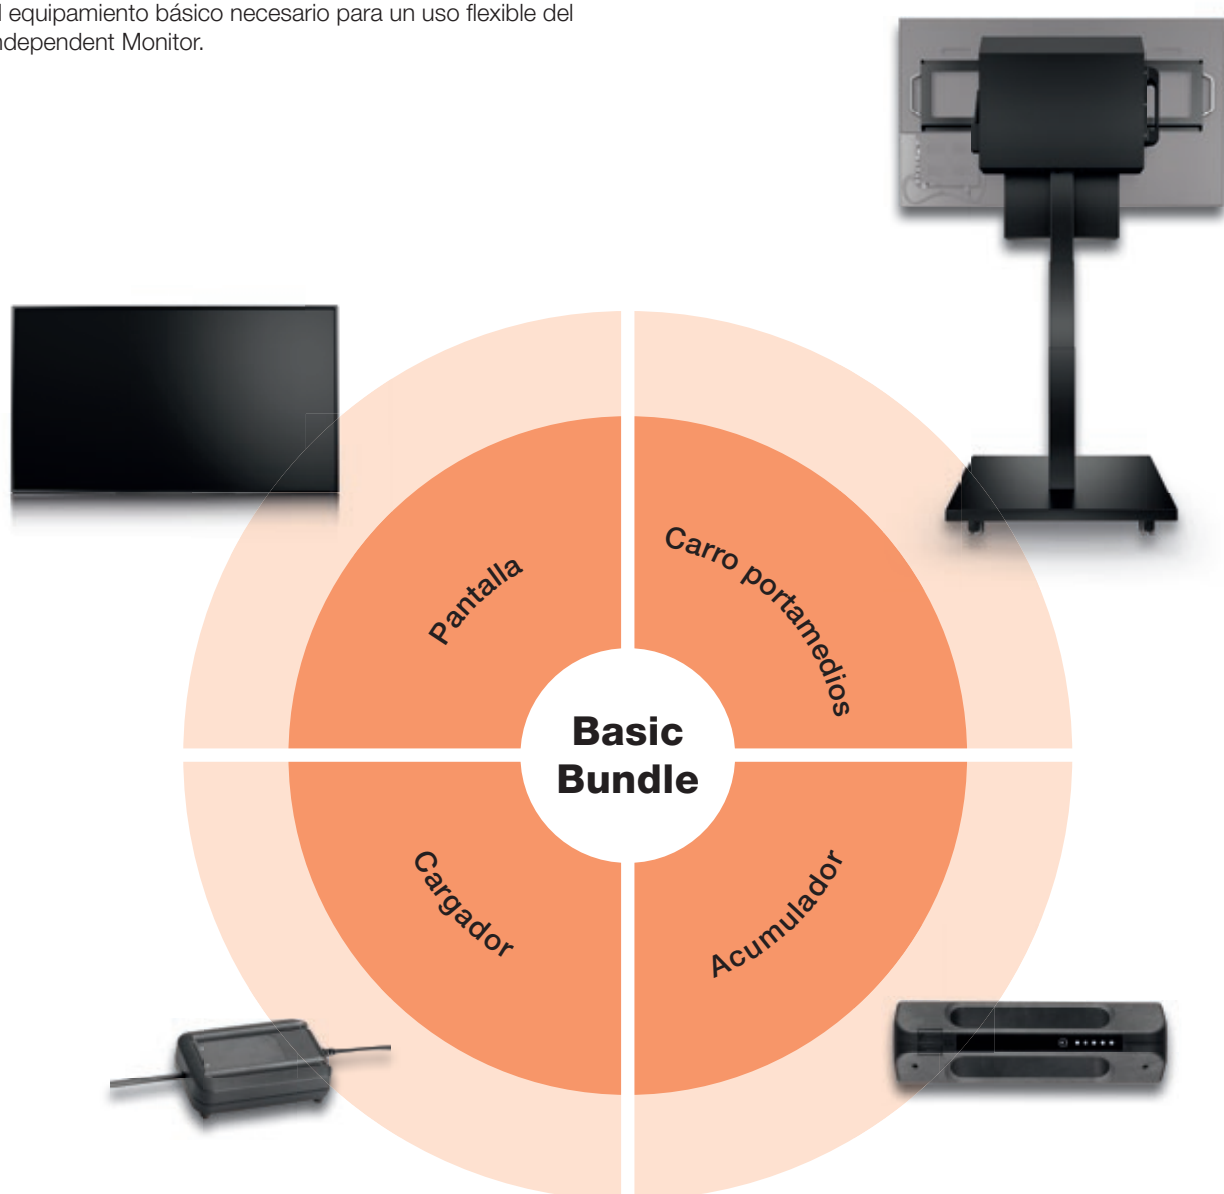 equipamiento básico necesario para un uso flexible del
ndependent Monitor.
Pantalla
Carro portamedios
Basic
Bundle
Cargador
Acumulador